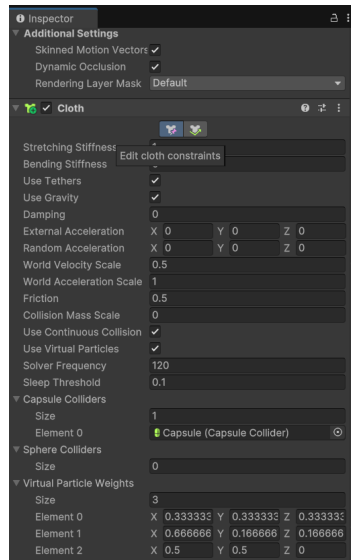 Inspector
Additional Settings
Skinned Motion Vectors
Dynamic Occlusion
Rendering Layer Mask Default
Cloth
Stretching Stiffness
Edit cloth constraints
Bending Stiffness
Use Tethers
Use Gravity
Damping 0
External Acceleration X 0 Y 0 Z 0
Random Acceleration X 0 Y 0 Z 0
World Velocity Scale 0.5
World Acceleration Scale 1
Friction 0.5
Collision Mass Scale 0
Use Continuous Collision
Use Virtual Particles
Solver Frequency 120
Sleep Threshold 0.1
Capsule Colliders
Size 1
Element 0 Capsule (Capsule Collider)
Sphere Colliders
Size 0
Virtual Particle Weights
Size 3
Element 0 X 0.333333 Y 0.333333 Z 0.333333
Element 1 X 0.666666 Y 0.166666 Z 0.166666
Element 2 X 0.5 Y 0.5 Z 0